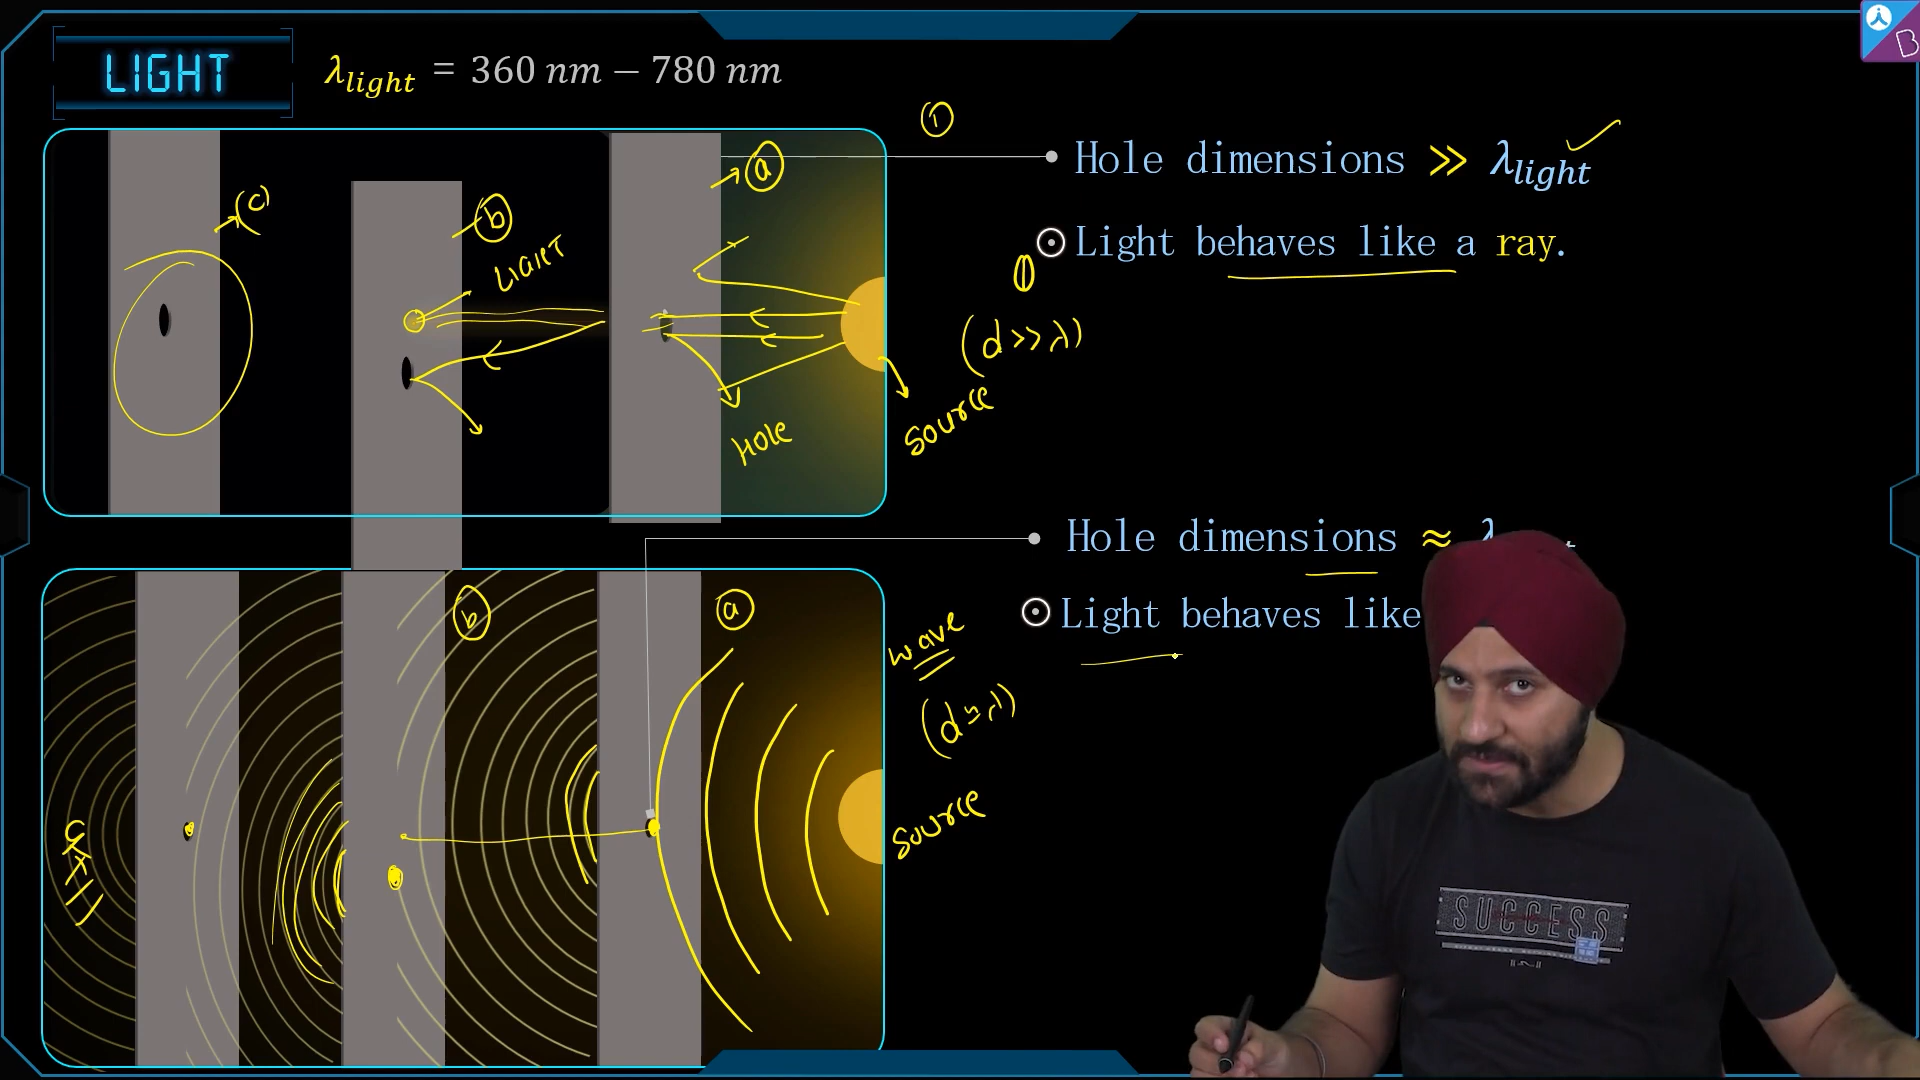 LIGHT
λlight = 360 nm − 780 nm
①
Hole dimensions ≫ λlight
Light behaves like a ray.
(d >> λ)
(c)
b
LIGHT
a
HOLE
Source
Hole dimensions ≈ λ
Light behaves like
b
a
wave
(d ≃ λ)
Source
SUCCESS
B